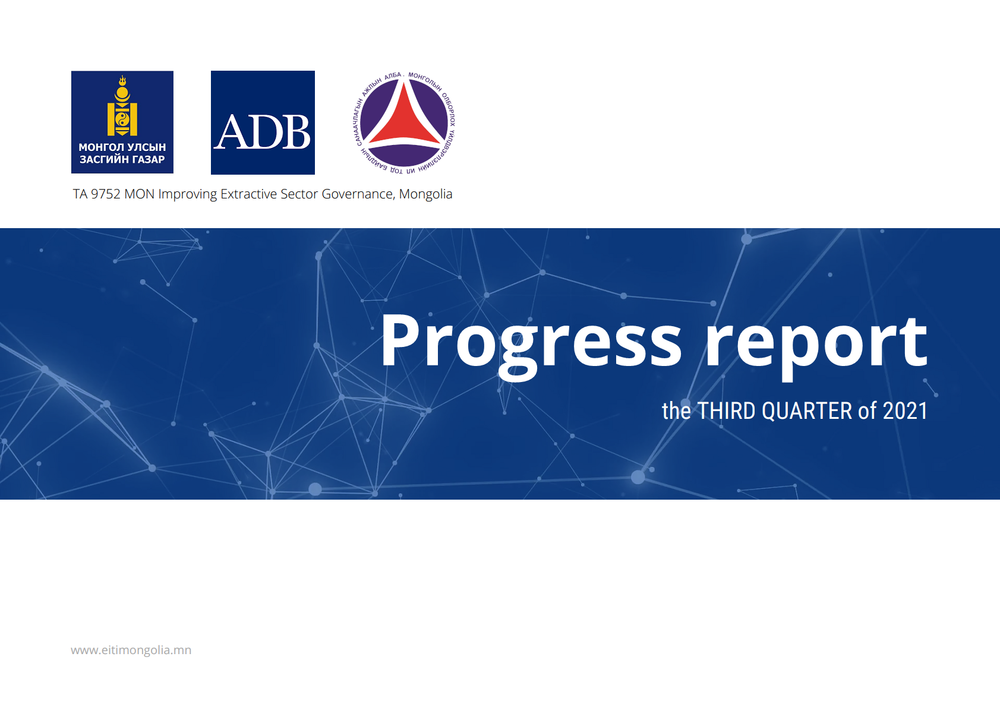 МОНГОЛ УЛСЫН
ЗАСГИЙН ГАЗАР
ADB
МОНГОЛЫН ОЛБОРЛОХ ҮИЛДВЭРЛЭЛИЙН ИЛ ТОД БАЙДЛЫН САНААЧЛАГЫН АЖЛЫН АЛБА .
TA 9752 MON Improving Extractive Sector Governance, Mongolia
Progress report
the THIRD QUARTER of 2021
www.eitimongolia.mn